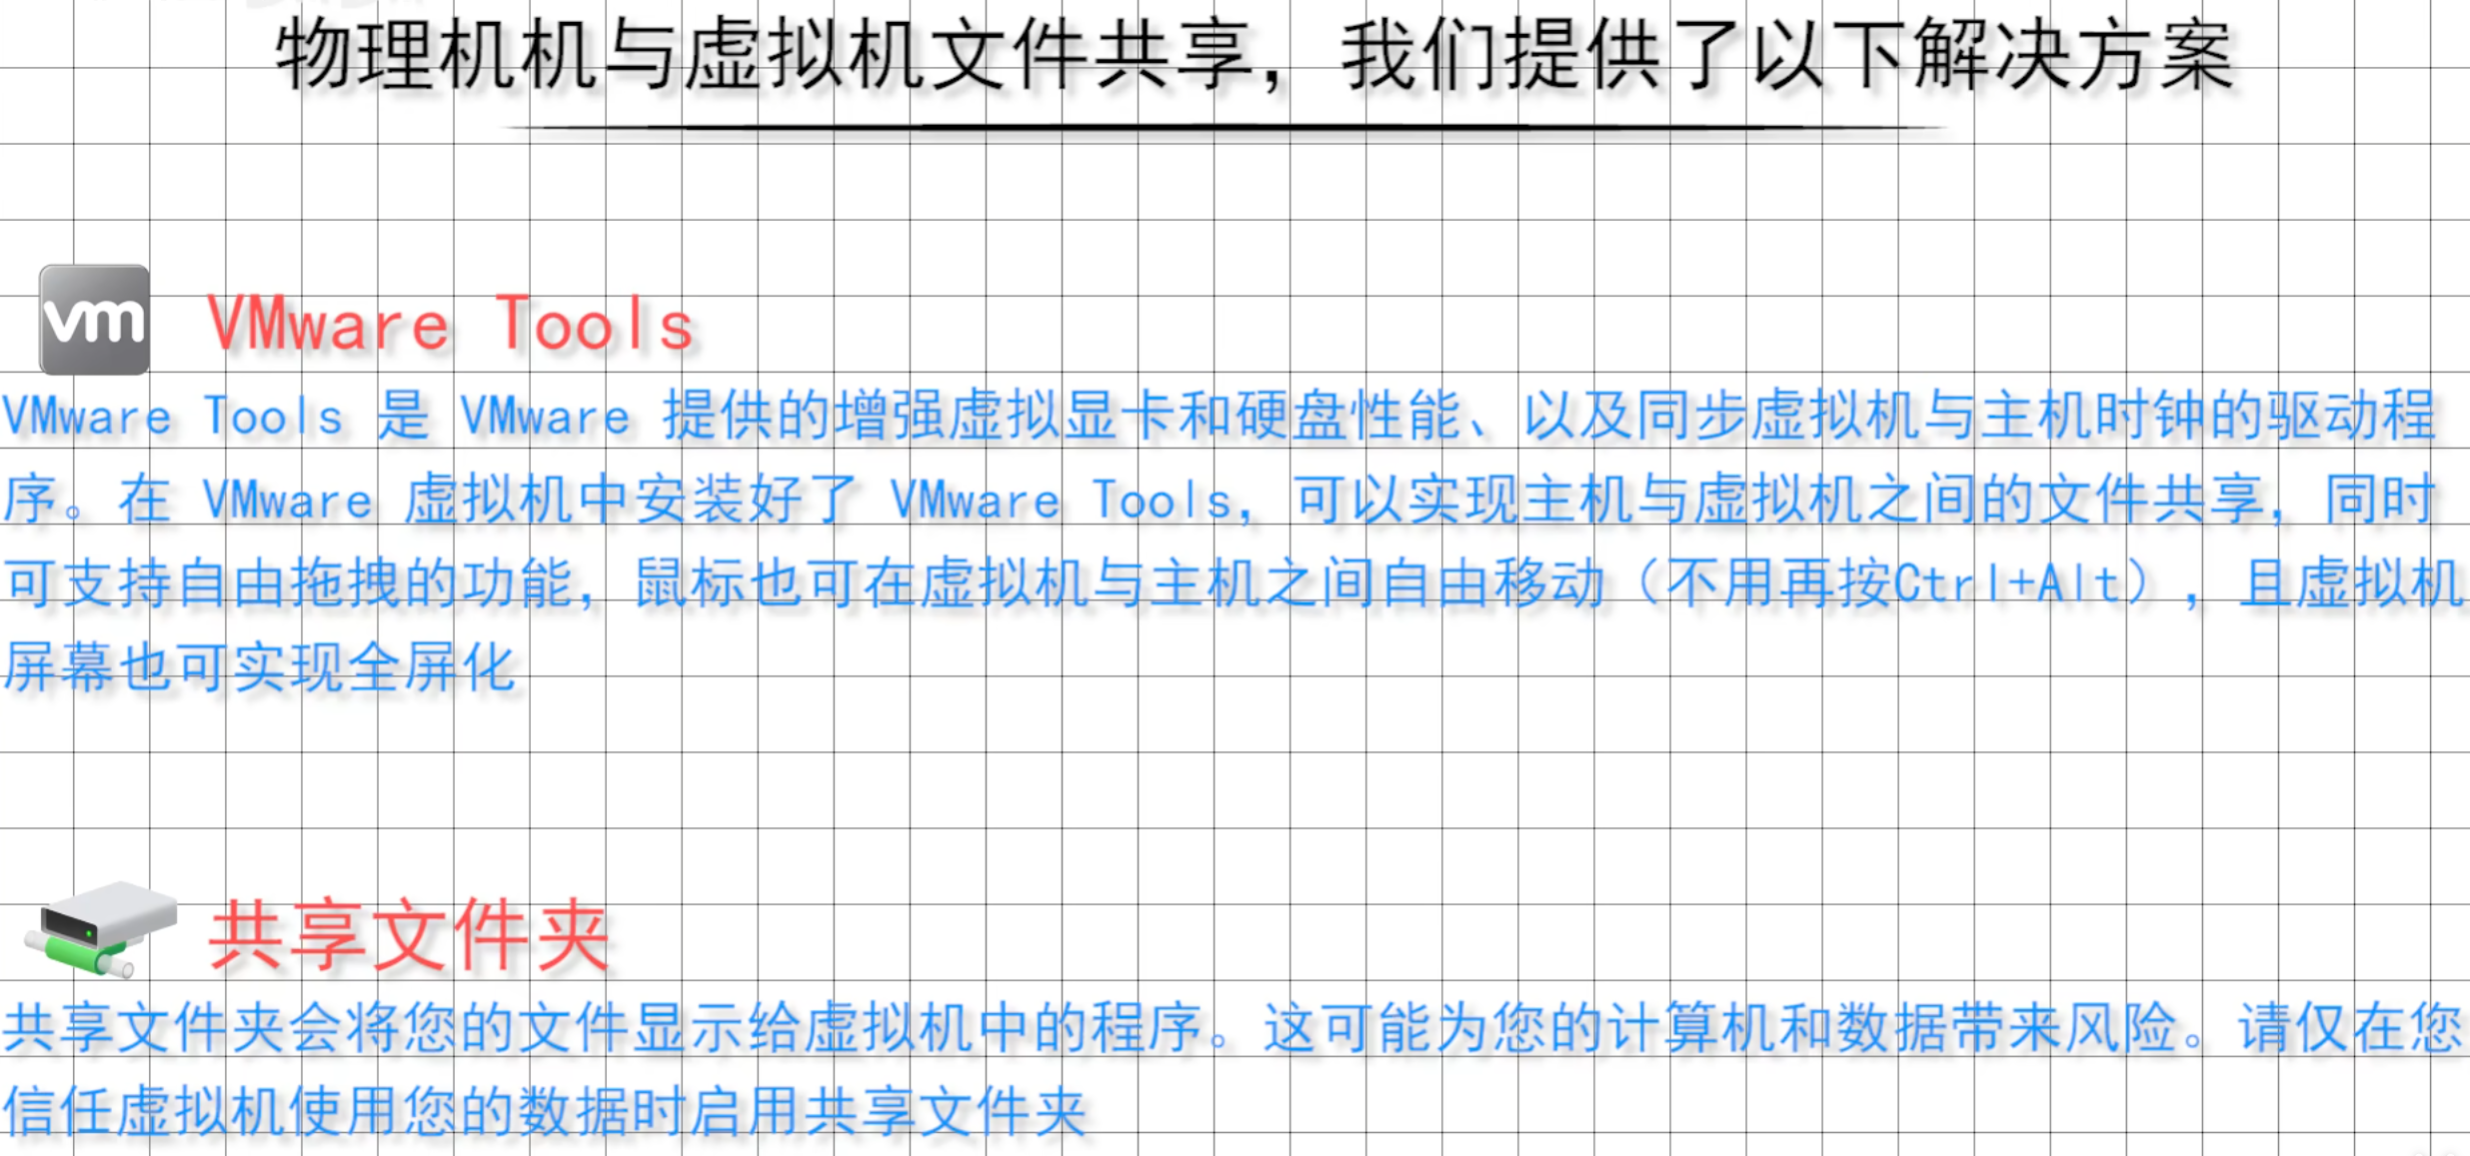 物理机机与虚拟机文件共享，我们提供了以下解决方案
vm
VMware Tools
VMware Tools 是 VMware 提供的增强虚拟显卡和硬盘性能、以及同步虚拟机与主机时钟的驱动程
序。在 VMware 虚拟机中安装好了 VMware Tools，可以实现主机与虚拟机之间的文件共享，同时
可支持自由拖拽的功能，鼠标也可在虚拟机与主机之间自由移动（不用再按Ctrl+Alt），且虚拟机
屏幕也可实现全屏化
共享文件夹
共享文件夹会将您的文件显示给虚拟机中的程序。这可能为您的计算机和数据带来风险。请仅在您
信任虚拟机使用您的数据时启用共享文件夹